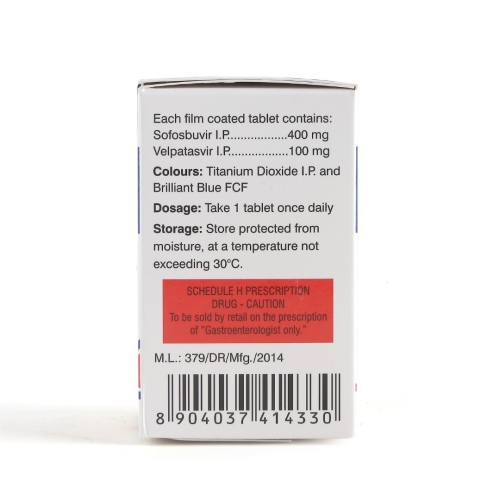 Each film coated tablet contains:
Sofosbuvir I.P.................400 mg
Velpatasvir I.P.................100 mg
Colours: Titanium Dioxide I.P. and
Brilliant Blue FCF
Dosage: Take 1 tablet once daily
Storage: Store protected from
moisture, at a temperature not
exceeding 30°C.
SCHEDULE H PRESCRIPTION
DRUG - CAUTION
To be sold by retail on the prescription
of "Gastroenterologist only."
M.L.: 379/DR/Mfg./2014
8 904037 414330